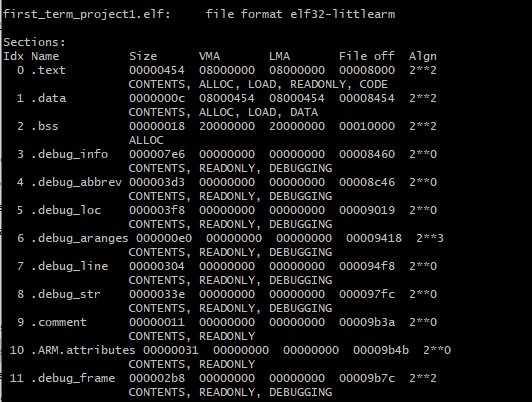 first_term_project1.elf:     file format elf32-littlearm
Sections:
Idx Name          Size      VMA       LMA       File off  Algn
  0 .text         00000454  08000000  08000000  00008000  2**2
                  CONTENTS, ALLOC, LOAD, READONLY, CODE
  1 .data         0000000c  08000454  08000454  00008454  2**2
                  CONTENTS, ALLOC, LOAD, DATA
  2 .bss          00000018  20000000  20000000  00010000  2**2
                  ALLOC
  3 .debug_info   000007e6  00000000  00000000  00008460  2**0
                  CONTENTS, READONLY, DEBUGGING
  4 .debug_abbrev 000003d3  00000000  00000000  00008c46  2**0
                  CONTENTS, READONLY, DEBUGGING
  5 .debug_loc    000003f8  00000000  00000000  00009019  2**0
                  CONTENTS, READONLY, DEBUGGING
  6 .debug_aranges 000000e0  00000000  00000000  00009418  2**3
                  CONTENTS, READONLY, DEBUGGING
  7 .debug_line   00000304  00000000  00000000  000094f8  2**0
                  CONTENTS, READONLY, DEBUGGING
  8 .debug_str    0000033e  00000000  00000000  000097fc  2**0
                  CONTENTS, READONLY, DEBUGGING
  9 .comment      00000011  00000000  00000000  00009b3a  2**0
                  CONTENTS, READONLY
 10 .ARM.attributes 00000031  00000000  00000000  00009b4b  2**0
                  CONTENTS, READONLY
 11 .debug_frame  000002b8  00000000  00000000  00009b7c  2**2
                  CONTENTS, READONLY, DEBUGGING